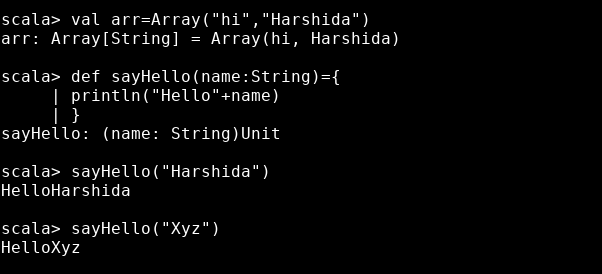 scala> val arr=Array("hi","Harshida")
arr: Array[String] = Array(hi, Harshida)
scala> def sayHello(name:String)={
     | println("Hello"+name)
     | }
sayHello: (name: String)Unit
scala> sayHello("Harshida")
HelloHarshida
scala> sayHello("Xyz")
HelloXyz